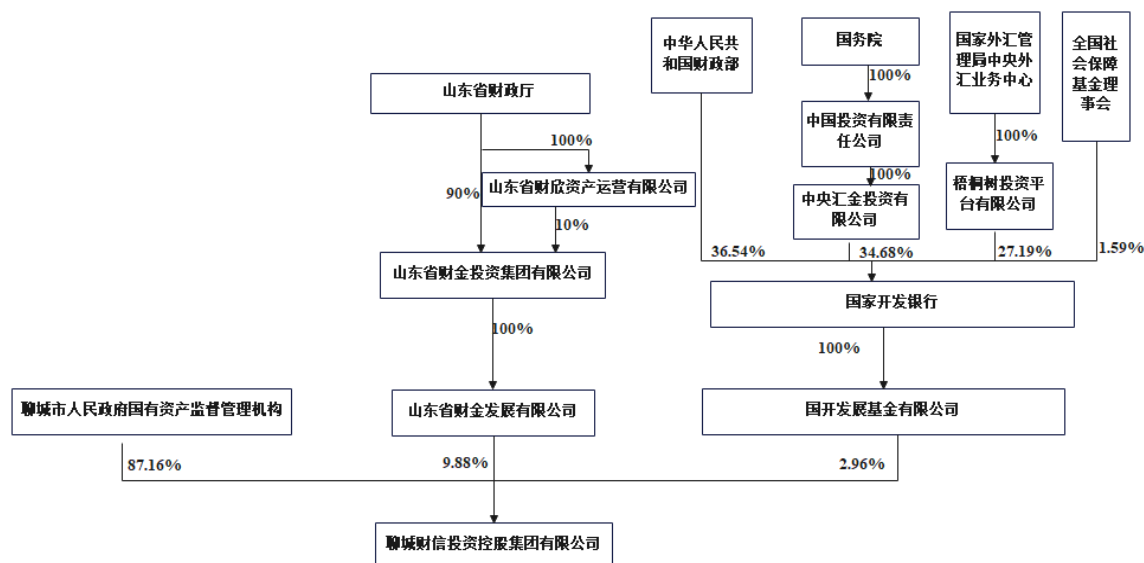 中华人民共
和国财政部
国务院
国家外汇管
理局中央外
汇业务中心
全国社
会保障
基金理
事会
山东省财政厅
100%
中国投资有限责
任公司
100%
100%
100%
90%
山东省财欣资产运营有限公司
中央汇金投资有
限公司
梧桐树投资平
台有限公司
10%
36.54%
34.68%
27.19%
1.59%
山东省财金投资集团有限公司
国家开发银行
100%
100%
聊城市人民政府国有资产监督管理机构
山东省财金发展有限公司
国开发展基金有限公司
87.16%
9.88%
2.96%
聊城财信投资控股集团有限公司